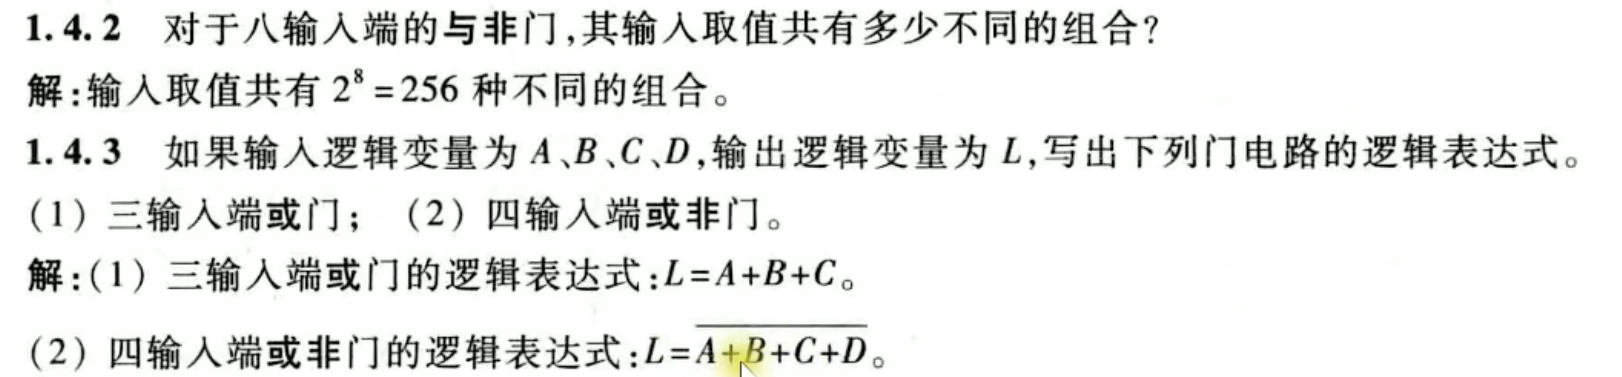 1.4.2 对于八输入端的与非门,其输入取值共有多少不同的组合?
解:输入取值共有 2⁸=256 种不同的组合。
1.4.3 如果输入逻辑变量为 A、B、C、D,输出逻辑变量为 L,写出下列门电路的逻辑表达式。
(1) 三输入端或门; (2) 四输入端或非门。
解:(1) 三输入端或门的逻辑表达式:L=A+B+C。
(2) 四输入端或非门的逻辑表达式:L=\overline{A+B+C+D}。